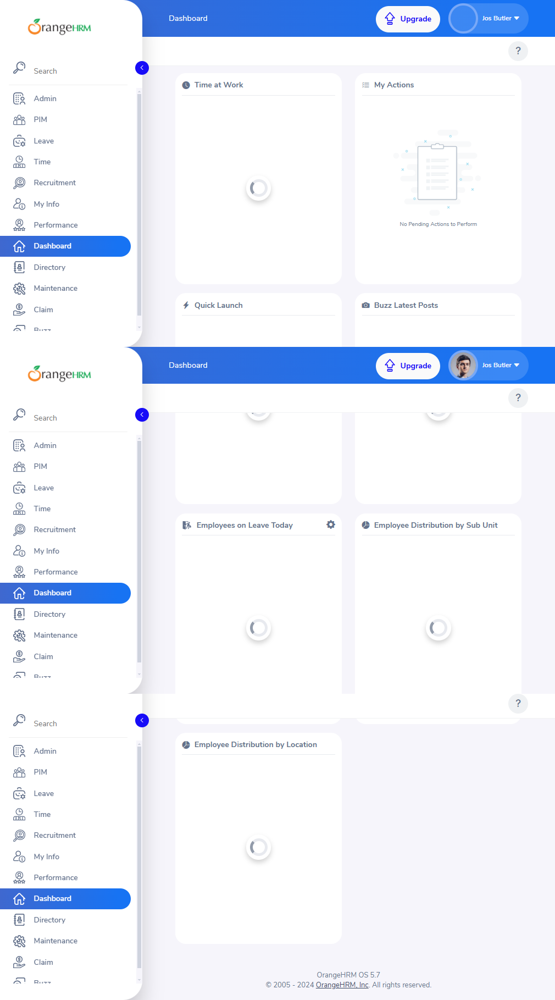 OrangeHRM
Dashboard
Upgrade
Jos Butler
?
Search
Admin
PIM
Leave
Time
Recruitment
My Info
Performance
Dashboard
Directory
Maintenance
Claim
Buzz
Time at Work
My Actions
No Pending Actions to Perform
Quick Launch
Buzz Latest Posts
OrangeHRM
Dashboard
Upgrade
Jos Butler
?
Search
Admin
PIM
Leave
Time
Recruitment
My Info
Performance
Dashboard
Directory
Maintenance
Claim
Buzz
Employees on Leave Today
Employee Distribution by Sub Unit
?
Search
Admin
PIM
Leave
Time
Recruitment
My Info
Performance
Dashboard
Directory
Maintenance
Claim
Buzz
Employee Distribution by Location
OrangeHRM OS 5.7
© 2005 - 2024 OrangeHRM, Inc. All rights reserved.